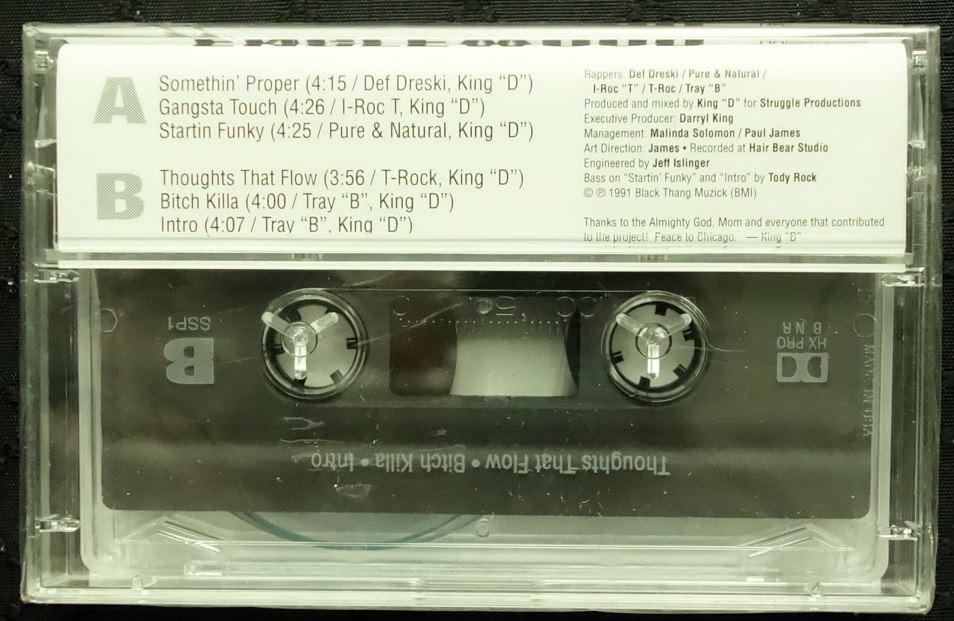 A
Somethin' Proper (4:15 / Def Dreski, King “D”)
Gangsta Touch (4:26 / I-Roc T, King “D”)
Startin Funky (4:25 / Pure & Natural, King “D”)
B
Thoughts That Flow (3:56 / T-Rock, King “D”)
Bitch Killa (4:00 / Tray “B”, King “D”)
Intro (4:07 / Tray “B”, King “D”)
Rappers: Def Dreski / Pure & Natural /
I-Roc “T” / T-Roc / Tray “B”
Produced and mixed by King “D” for Struggle Productions
Executive Producer: Darryl King
Management: Malinda Solomon / Paul James
Art Direction: James • Recorded at Hair Bear Studio
Engineered by Jeff Islinger
Bass on “Startin' Funky” and “Intro” by Tody Rock
© ℗ 1991 Black Thang Muzick (BMI)
Thanks to the Almighty God, Mom and everyone that contributed
to the project! Peace to Chicago. — King “D”
SSP1
B
HX PRO
B NR
MADE IN USA
Thoughts That Flow • Bitch Killa • Intro